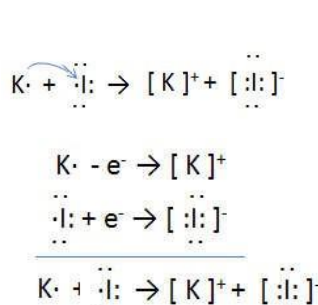 K· + ·I: → [ K ]⁺ + [ :I: ]⁻
K· - e⁻ → [ K ]⁺
·I: + e⁻ → [ :I: ]⁻
K· + ·I: → [ K ]⁺ + [ :I: ]⁻